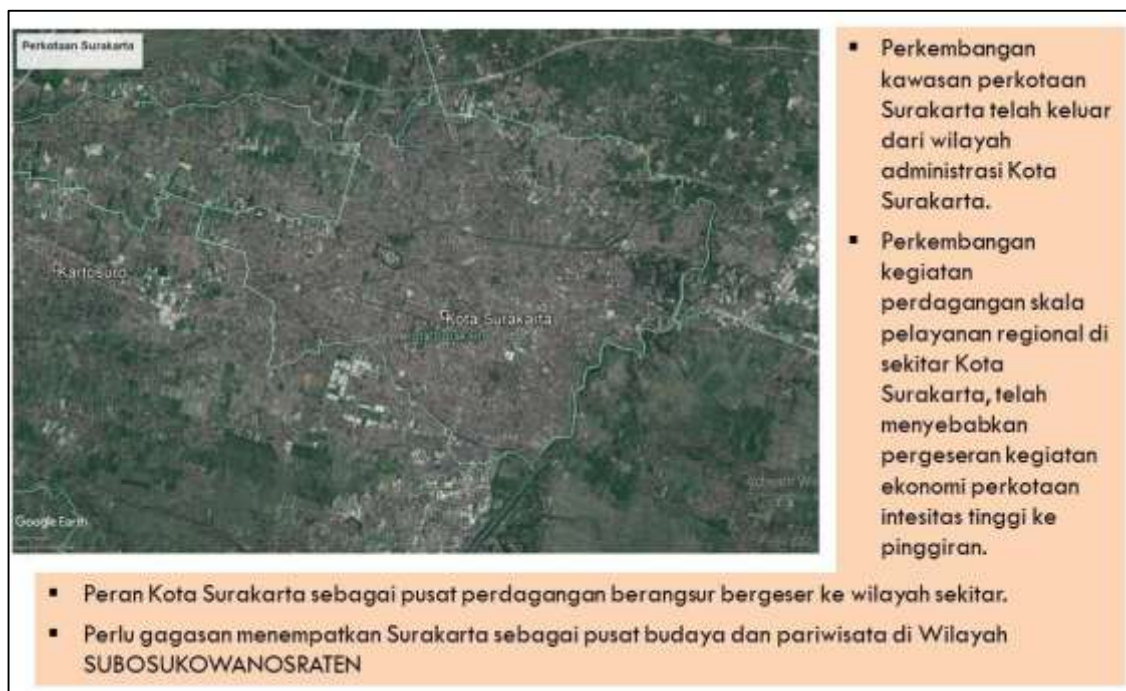 Perkotaan Surakarta
Kartosuro
Kota Surakarta
Google Earth
▪ Perkembangan
kawasan perkotaan
Surakarta telah keluar
dari wilayah
administrasi Kota
Surakarta.
▪ Perkembangan
kegiatan
perdagangan skala
pelayanan regional di
sekitar Kota
Surakarta, telah
menyebabkan
pergeseran kegiatan
ekonomi perkotaan
intesitas tinggi ke
pinggiran.
▪ Peran Kota Surakarta sebagai pusat perdagangan berangsur bergeser ke wilayah sekitar.
▪ Perlu gagasan menempatkan Surakarta sebagai pusat budaya dan pariwisata di Wilayah
SUBOSUKOWANOSRATEN